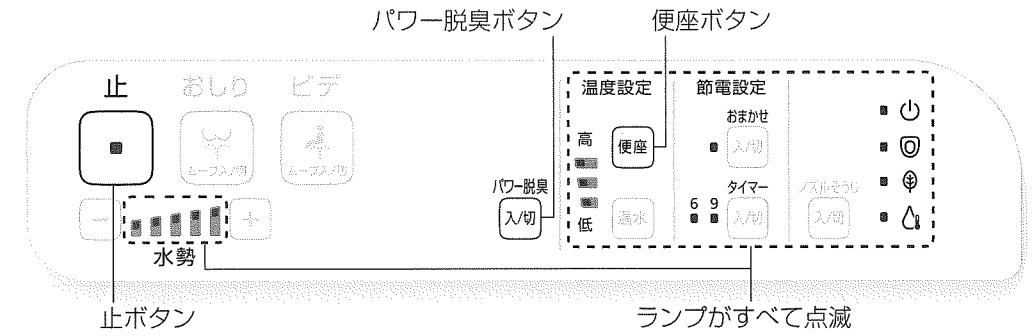 パワー脱臭ボタン 便座ボタン
止 おしり ビデ
ムーブ入/切 ムーブ入/切
− +
水勢
パワー脱臭
入/切
温度設定
高
便座
低
温水
節電設定
おまかせ
入/切
タイマー
6 9
入/切
ノズルそうじ
入/切
止ボタン ランプがすべて点滅